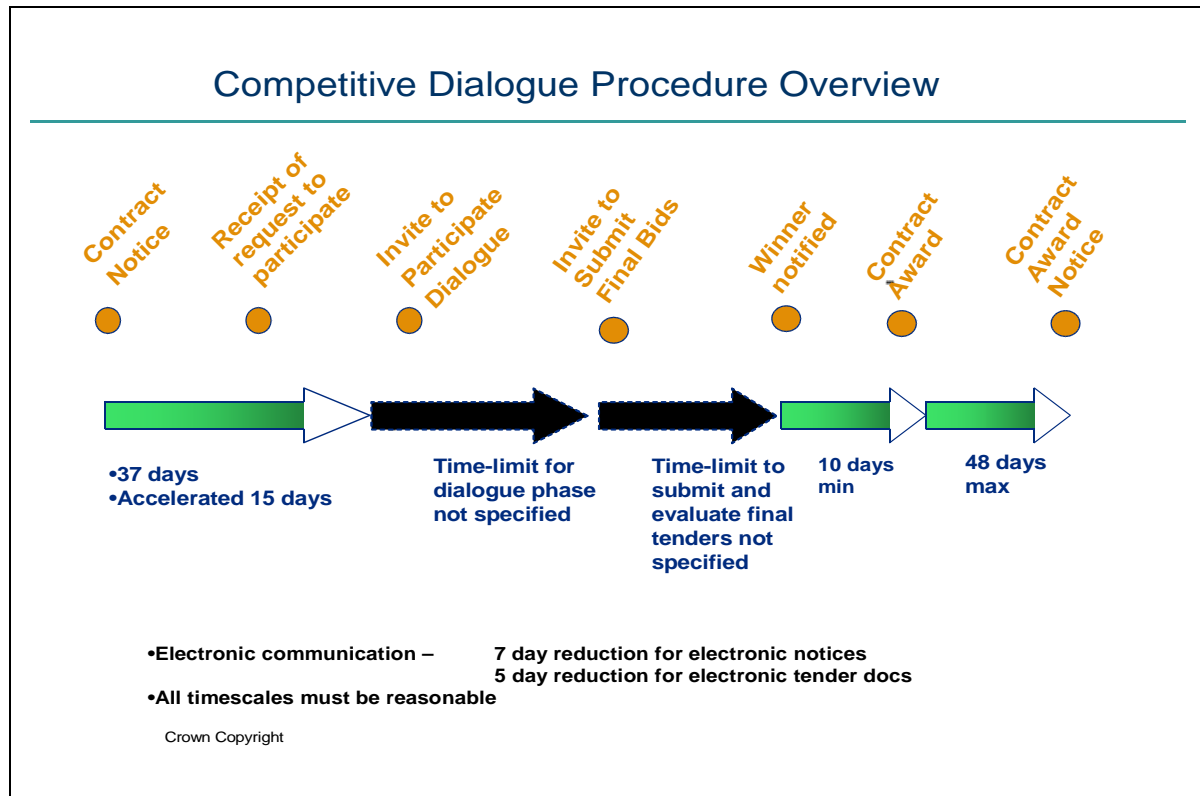 Competitive Dialogue Procedure Overview
Contract
Notice
Receipt of
request to
participate
Invite to
Participate
Dialogue
Invite to
Submit
Final Bids
Winner
notified
Contract
Award
Contract
Award
Notice
•37 days
•Accelerated 15 days
Time-limit for
dialogue phase
not specified
Time-limit to
submit and
evaluate final
tenders not
specified
10 days
min
48 days
max
•Electronic communication – 7 day reduction for electronic notices
5 day reduction for electronic tender docs
•All timescales must be reasonable
Crown Copyright